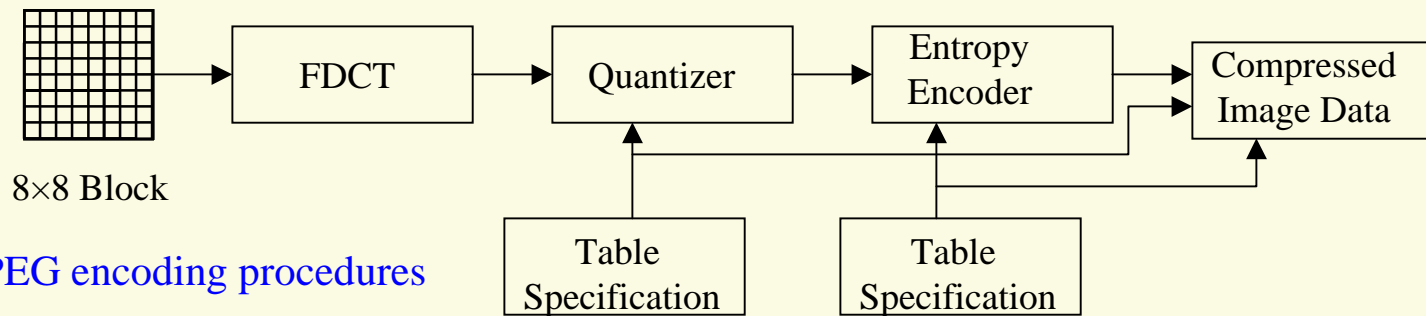 FDCT
Quantizer
Entropy
Encoder
Compressed
Image Data
8×8 Block
Table
Specification
Table
Specification
PEG encoding procedures